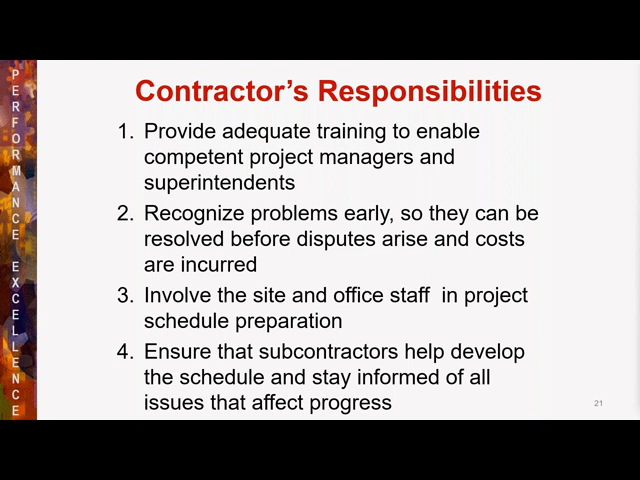 PERFORMANCE EXCELLENCE
Contractor's Responsibilities
1. Provide adequate training to enable
competent project managers and
superintendents
2. Recognize problems early, so they can be
resolved before disputes arise and costs
are incurred
3. Involve the site and office staff  in project
schedule preparation
4. Ensure that subcontractors help develop
the schedule and stay informed of all
issues that affect progress
21